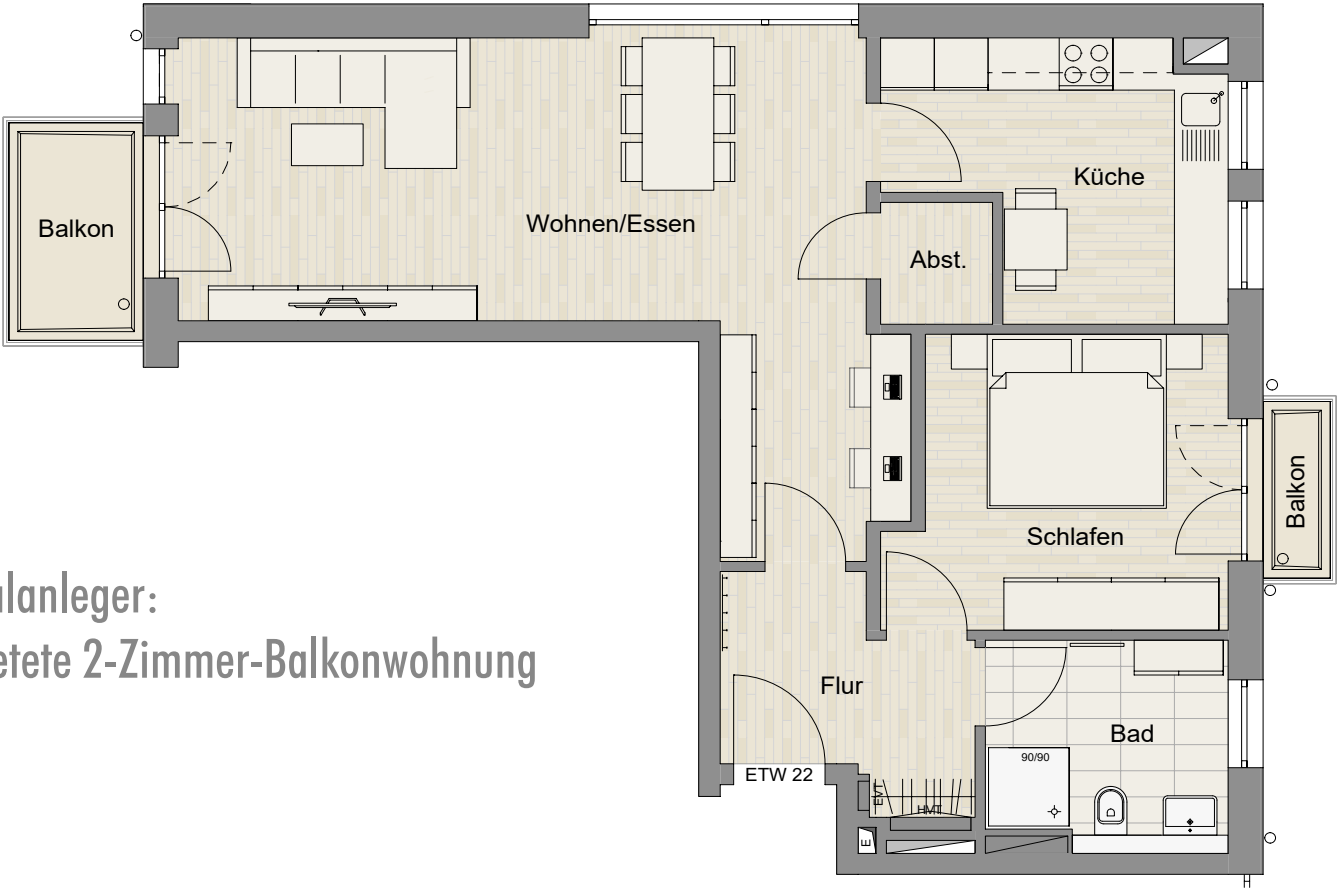 Balkon
Wohnen/Essen
Küche
Abst.
Balkon
Schlafen
alanleger:
etete 2-Zimmer-Balkonwohnung
Flur
Bad
90/90
ETW 22
EVT
HVT
E
H